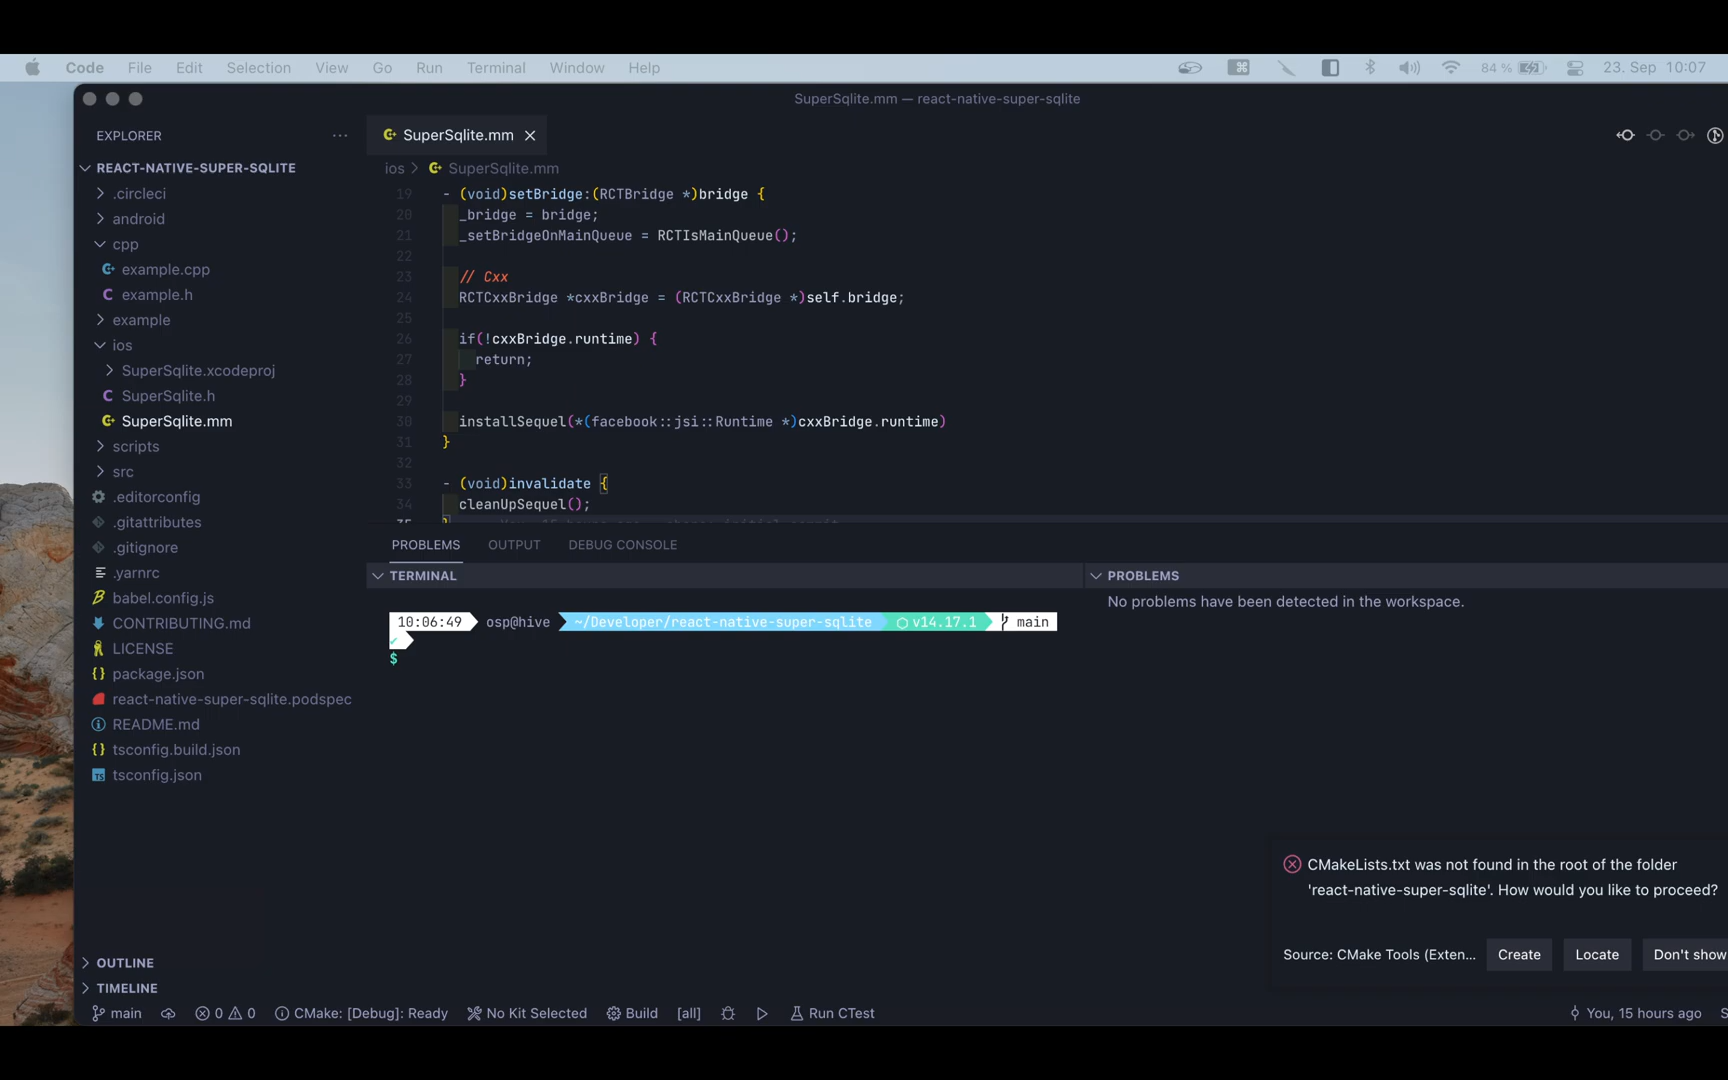 Code File Edit Selection View Go Run Terminal Window Help 84 % 23. Sep 10:07
SuperSqlite.mm — react-native-super-sqlite
EXPLORER
REACT-NATIVE-SUPER-SQLITE
.circleci
android
cpp
example.cpp
example.h
example
ios
SuperSqlite.xcodeproj
SuperSqlite.h
SuperSqlite.mm
scripts
src
.editorconfig
.gitattributes
.gitignore
.yarnrc
babel.config.js
CONTRIBUTING.md
LICENSE
package.json
react-native-super-sqlite.podspec
README.md
tsconfig.build.json
tsconfig.json
OUTLINE
TIMELINE
SuperSqlite.mm
ios > SuperSqlite.mm
19 - (void)setBridge:(RCTBridge *)bridge {
20 _bridge = bridge;
21 _setBridgeOnMainQueue = RCTIsMainQueue();
22
23 // Cxx
24 RCTCxxBridge *cxxBridge = (RCTCxxBridge *)self.bridge;
25
26 if(!cxxBridge.runtime) {
27 return;
28 }
29
30 installSequel(*(facebook::jsi::Runtime *)cxxBridge.runtime)
31 }
32
33 - (void)invalidate {
34 cleanUpSequel();
35 }
PROBLEMS OUTPUT DEBUG CONSOLE
TERMINAL
10:06:49 osp@hive ~/Developer/react-native-super-sqlite v14.17.1 main
$
PROBLEMS
No problems have been detected in the workspace.
CMakeLists.txt was not found in the root of the folder
'react-native-super-sqlite'. How would you like to proceed?
Source: CMake Tools (Exten... Create Locate Don't show
main 0 0 CMake: [Debug]: Ready No Kit Selected Build [all] Run CTest You, 15 hours ago